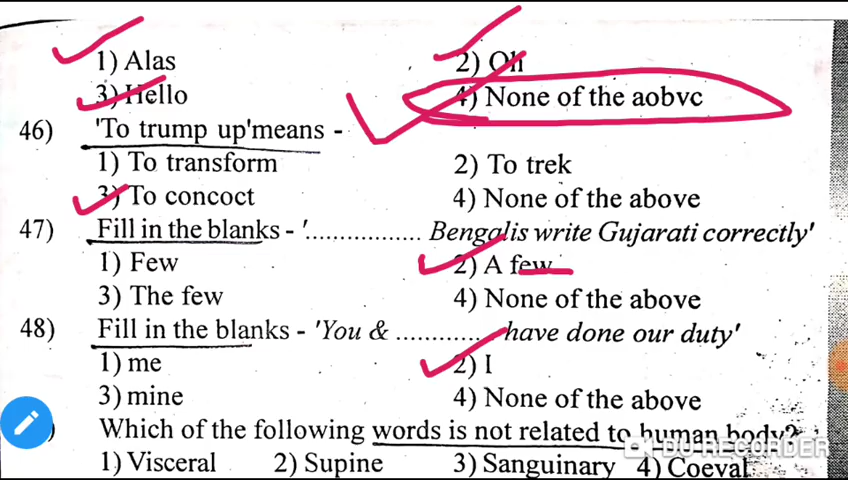 1) Alas 2) Oh
3) Hello 4) None of the aobvc
46) 'To trump up'means -
1) To transform 2) To trek
3) To concoct 4) None of the above
47) Fill in the blanks - '................. Bengalis write Gujarati correctly'
1) Few 2) A few
3) The few 4) None of the above
48) Fill in the blanks - 'You & ............ have done our duty'
1) me 2) I
3) mine 4) None of the above
) Which of the following words is not related to human body?
1) Visceral 2) Supine 3) Sanguinary 4) Coeval
DU RECORDER